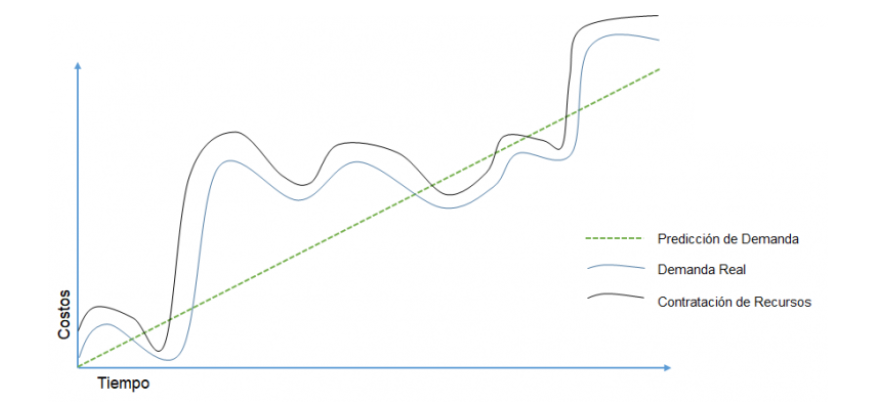 Predicción de Demanda
Demanda Real
Contratación de Recursos
Costos
Tiempo